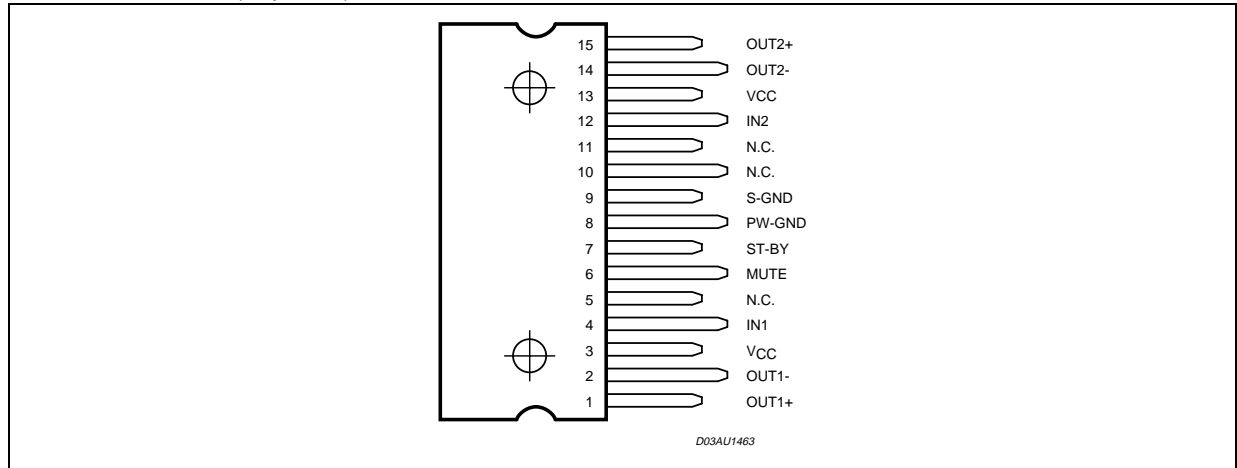 15 OUT2+
14 OUT2-
13 VCC
12 IN2
11 N.C.
10 N.C.
9 S-GND
8 PW-GND
7 ST-BY
6 MUTE
5 N.C.
4 IN1
3 VCC
2 OUT1-
1 OUT1+
D03AU1463